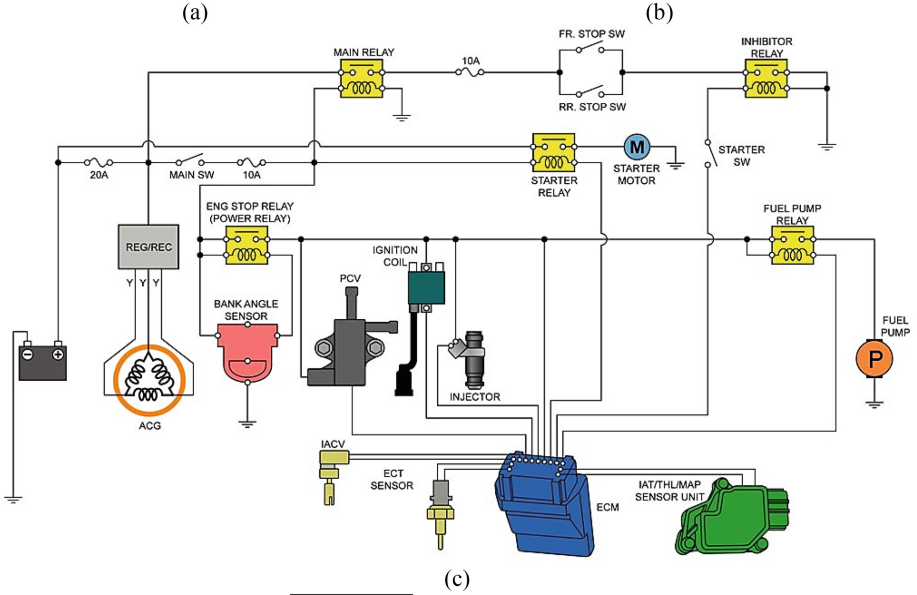 (a)
(b)
FR. STOP SW
MAIN RELAY
10A
INHIBITOR
RELAY
RR. STOP SW
20A
MAIN SW
10A
STARTER
RELAY
M
STARTER
MOTOR
STARTER
SW
ENG STOP RELAY
(POWER RELAY)
FUEL PUMP
RELAY
REG/REC
IGNITION
COIL
Y Y Y
PCV
BANK ANGLE
SENSOR
FUEL
PUMP
P
INJECTOR
ACG
IACV
ECT
SENSOR
ECM
IAT/THL/MAP
SENSOR UNIT
(c)